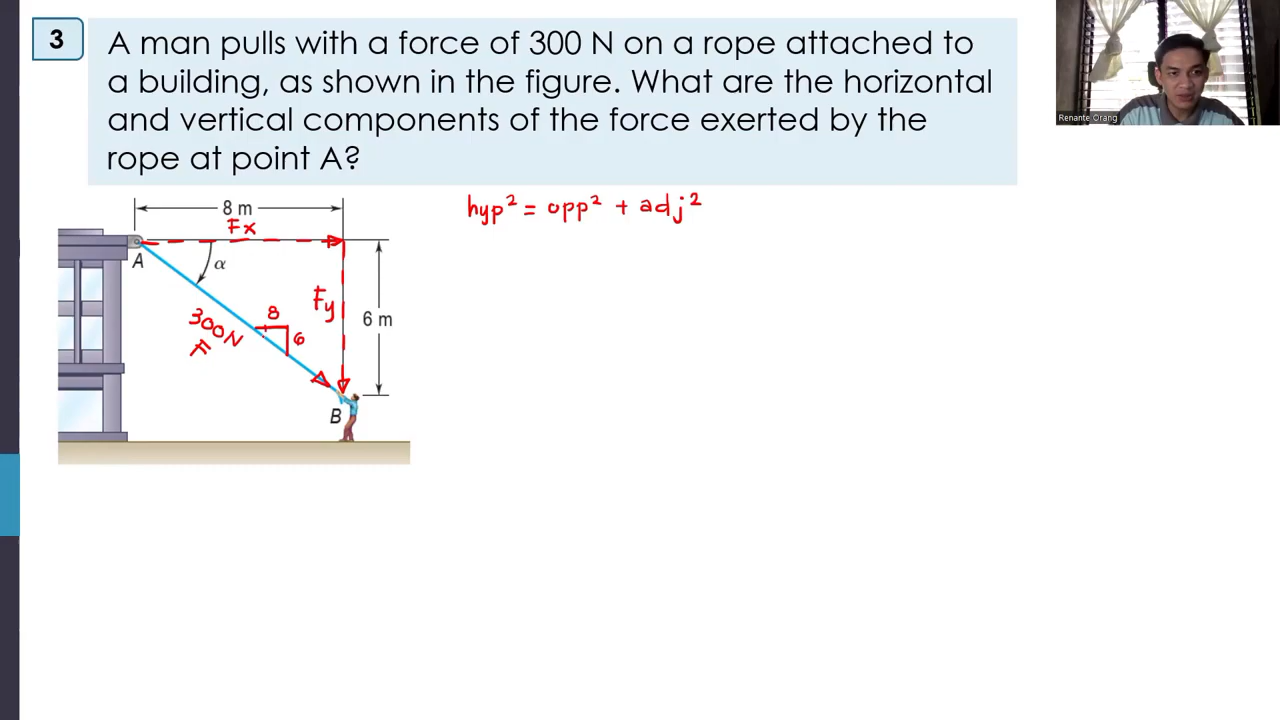 3
A man pulls with a force of 300 N on a rope attached to
a building, as shown in the figure. What are the horizontal
and vertical components of the force exerted by the
rope at point A?
Renante Orang
hyp² = opp² + adj²
8 m
Fx
A
α
Fy
8
6
300N
F
6 m
B